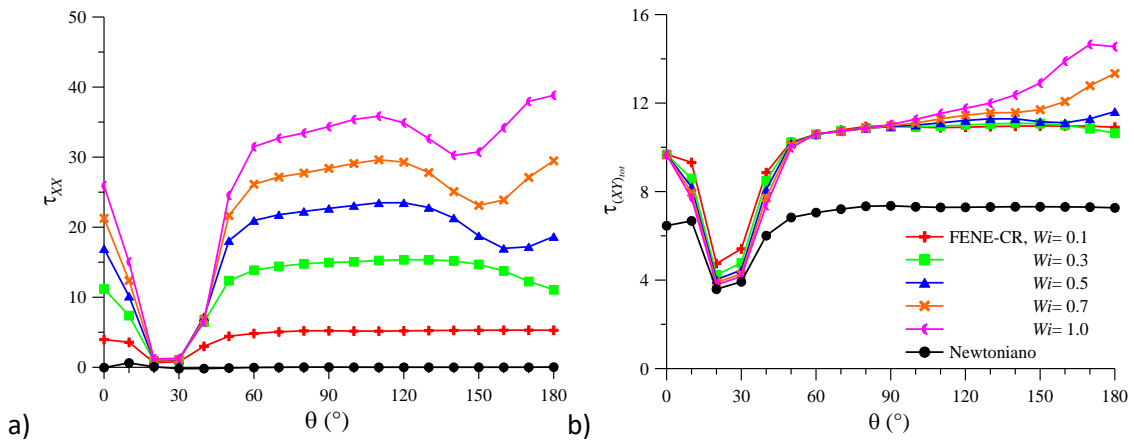 50
40
30
20
10
0
τXX
0 30 60 90 120 150 180
θ (°)
a)
16
12
8
4
0
τ(XY)tot
FENE-CR, Wi= 0.1
Wi= 0.3
Wi= 0.5
Wi= 0.7
Wi= 1.0
Newtoniano
0 30 60 90 120 150 180
θ (°)
b)